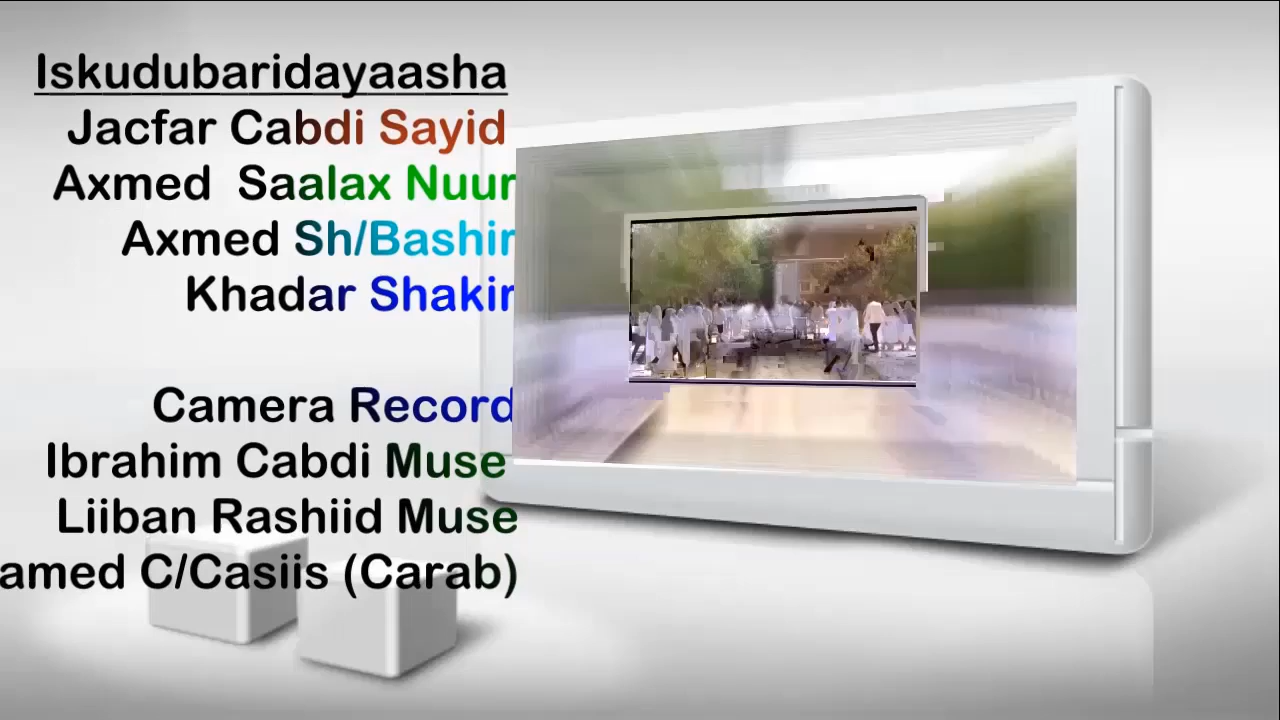 Iskudubaridayaasha
Jacfar Cabdi Sayid
Axmed Saalax Nuur
Axmed Sh/Bashir
Khadar Shakir
Camera Record
Ibrahim Cabdi Muse
Liiban Rashiid Muse
C/Casiis (Carab)